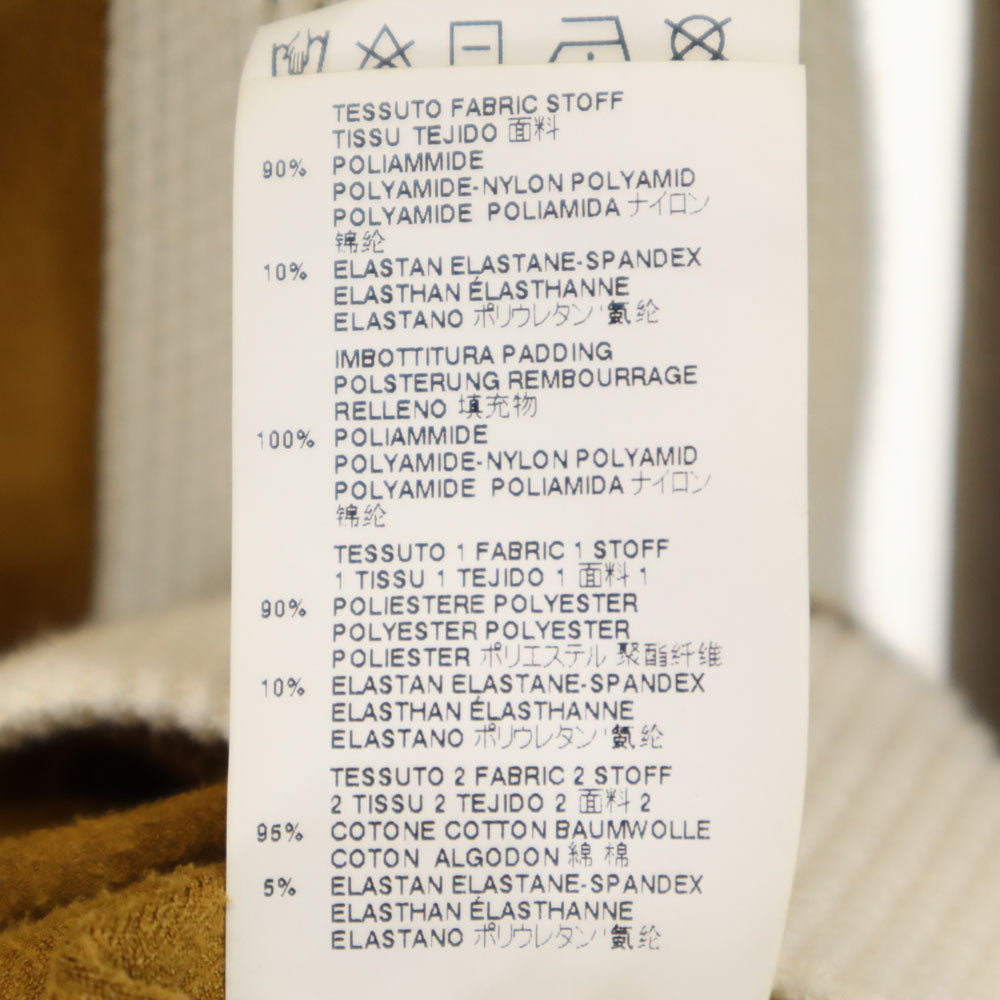 TESSUTO FABRIC STOFF
TISSU TEJIDO 面料
90% POLIAMMIDE
POLYAMIDE-NYLON POLYAMID
POLYAMIDE POLIAMIDA ナイロン
锦纶
10% ELASTAN ELASTANE-SPANDEX
ELASTHAN ÉLASTHANNE
ELASTANO ポリウレタン 氨纶
IMBOTTITURA PADDING
POLSTERUNG REMBOURRAGE
RELLENO 填充物
100% POLIAMMIDE
POLYAMIDE-NYLON POLYAMID
POLYAMIDE POLIAMIDA ナイロン
锦纶
TESSUTO 1 FABRIC 1 STOFF
1 TISSU 1 TEJIDO 1 面料 1
90% POLIESTERE POLYESTER
POLYESTER POLYESTER
POLIESTER ポリエステル 聚酯纤维
10% ELASTAN ELASTANE-SPANDEX
ELASTHAN ÉLASTHANNE
ELASTANO ポリウレタン 氨纶
TESSUTO 2 FABRIC 2 STOFF
2 TISSU 2 TEJIDO 2 面料 2
95% COTONE COTTON BAUMWOLLE
COTON ALGODON 綿 棉
5% ELASTAN ELASTANE-SPANDEX
ELASTHAN ÉLASTHANNE
ELASTANO ポリウレタン 氨纶